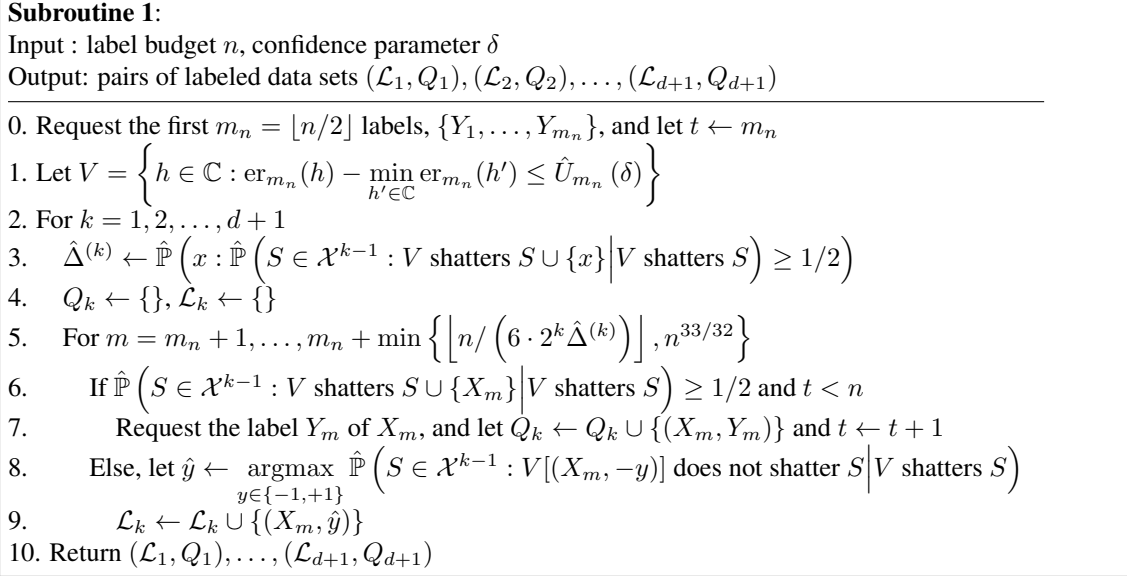 Subroutine 1:
Input : label budget n, confidence parameter δ
Output: pairs of labeled data sets (ℒ₁, Q₁), (ℒ₂, Q₂), . . . , (ℒ_{d+1}, Q_{d+1})
0. Request the first m_n = ⌊n/2⌋ labels, {Y₁, . . . , Y_{m_n}}, and let t ← m_n
1. Let V = {h ∈ ℂ : er_{m_n}(h) − min_{h′∈ℂ} er_{m_n}(h′) ≤ Û_{m_n} (δ)}
2. For k = 1, 2, . . . , d + 1
3. Δ̂^{(k)} ← ℙ̂ (x : ℙ̂ (S ∈ 𝒳^{k−1} : V shatters S ∪ {x}|V shatters S) ≥ 1/2)
4. Q_k ← {}, ℒ_k ← {}
5. For m = m_n + 1, . . . , m_n + min {⌊n/ (6 · 2^k Δ̂^{(k)})⌋ , n^{33/32}}
6. If ℙ̂ (S ∈ 𝒳^{k−1} : V shatters S ∪ {X_m}|V shatters S) ≥ 1/2 and t < n
7. Request the label Y_m of X_m, and let Q_k ← Q_k ∪ {(X_m, Y_m)} and t ← t + 1
8. Else, let ŷ ← argmax_{y∈{−1,+1}} ℙ̂ (S ∈ 𝒳^{k−1} : V[(X_m, −y)] does not shatter S|V shatters S)
9. ℒ_k ← ℒ_k ∪ {(X_m, ŷ)}
10. Return (ℒ₁, Q₁), . . . , (ℒ_{d+1}, Q_{d+1})